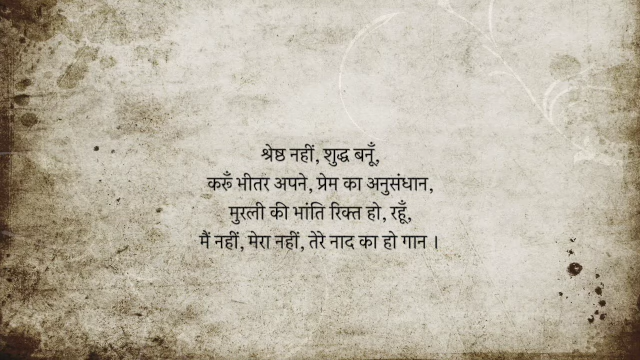 श्रेष्ठ नहीं, शुद्ध बनूँ,
करूँ भीतर अपने, प्रेम का अनुसंधान,
मुरली की भांति रिक्त हो, रहूँ,
मैं नहीं, मेरा नहीं, तेरे नाद का हो गान ।